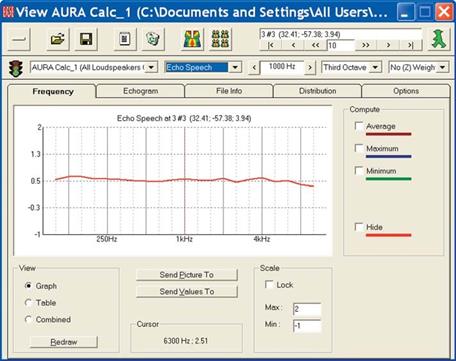 View AURA Calc_1 (C:\Documents and Settings\All Users\...
3 #3 (32.41; -57.38; 3.94)
|< < << 10 >> > >|
AURA Calc_1 (All Loudspeakers ( Echo Speech < 1000 Hz > Third Octave No (Z) Weigh
Frequency Echogram File Info Distribution Options
Echo Speech at 3 #3 (32.41; -57.38; 3.94)
2
1.3
0.5
-0.3
-1
250Hz 1kHz 4kHz
Compute
Average
Maximum
Minimum
Hide
View
Graph
Table
Combined
Redraw
Send Picture To
Send Values To
Cursor
6300 Hz ; 2.51
Scale
Lock
Max : 2
Min : -1